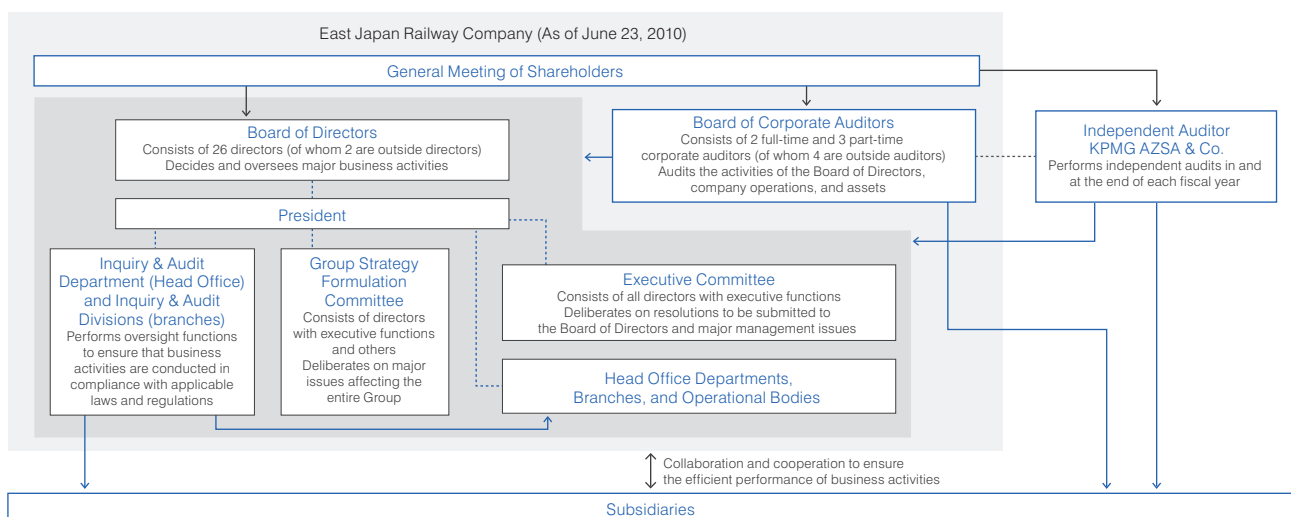 East Japan Railway Company (As of June 23, 2010)
General Meeting of Shareholders
Board of Directors
Consists of 26 directors (of whom 2 are outside directors)
Decides and oversees major business activities
Board of Corporate Auditors
Consists of 2 full-time and 3 part-time
corporate auditors (of whom 4 are outside auditors)
Audits the activities of the Board of Directors,
company operations, and assets
Independent Auditor
KPMG AZSA & Co.
Performs independent audits in and
at the end of each fiscal year
President
Inquiry & Audit
Department (Head Office)
and Inquiry & Audit
Divisions (branches)
Performs oversight functions
to ensure that business
activities are conducted in
compliance with applicable
laws and regulations
Group Strategy
Formulation
Committee
Consists of directors
with executive functions
and others
Deliberates on major
issues affecting the
entire Group
Executive Committee
Consists of all directors with executive functions
Deliberates on resolutions to be submitted to
the Board of Directors and major management issues
Head Office Departments,
Branches, and Operational Bodies
Collaboration and cooperation to ensure
the efficient performance of business activities
Subsidiaries